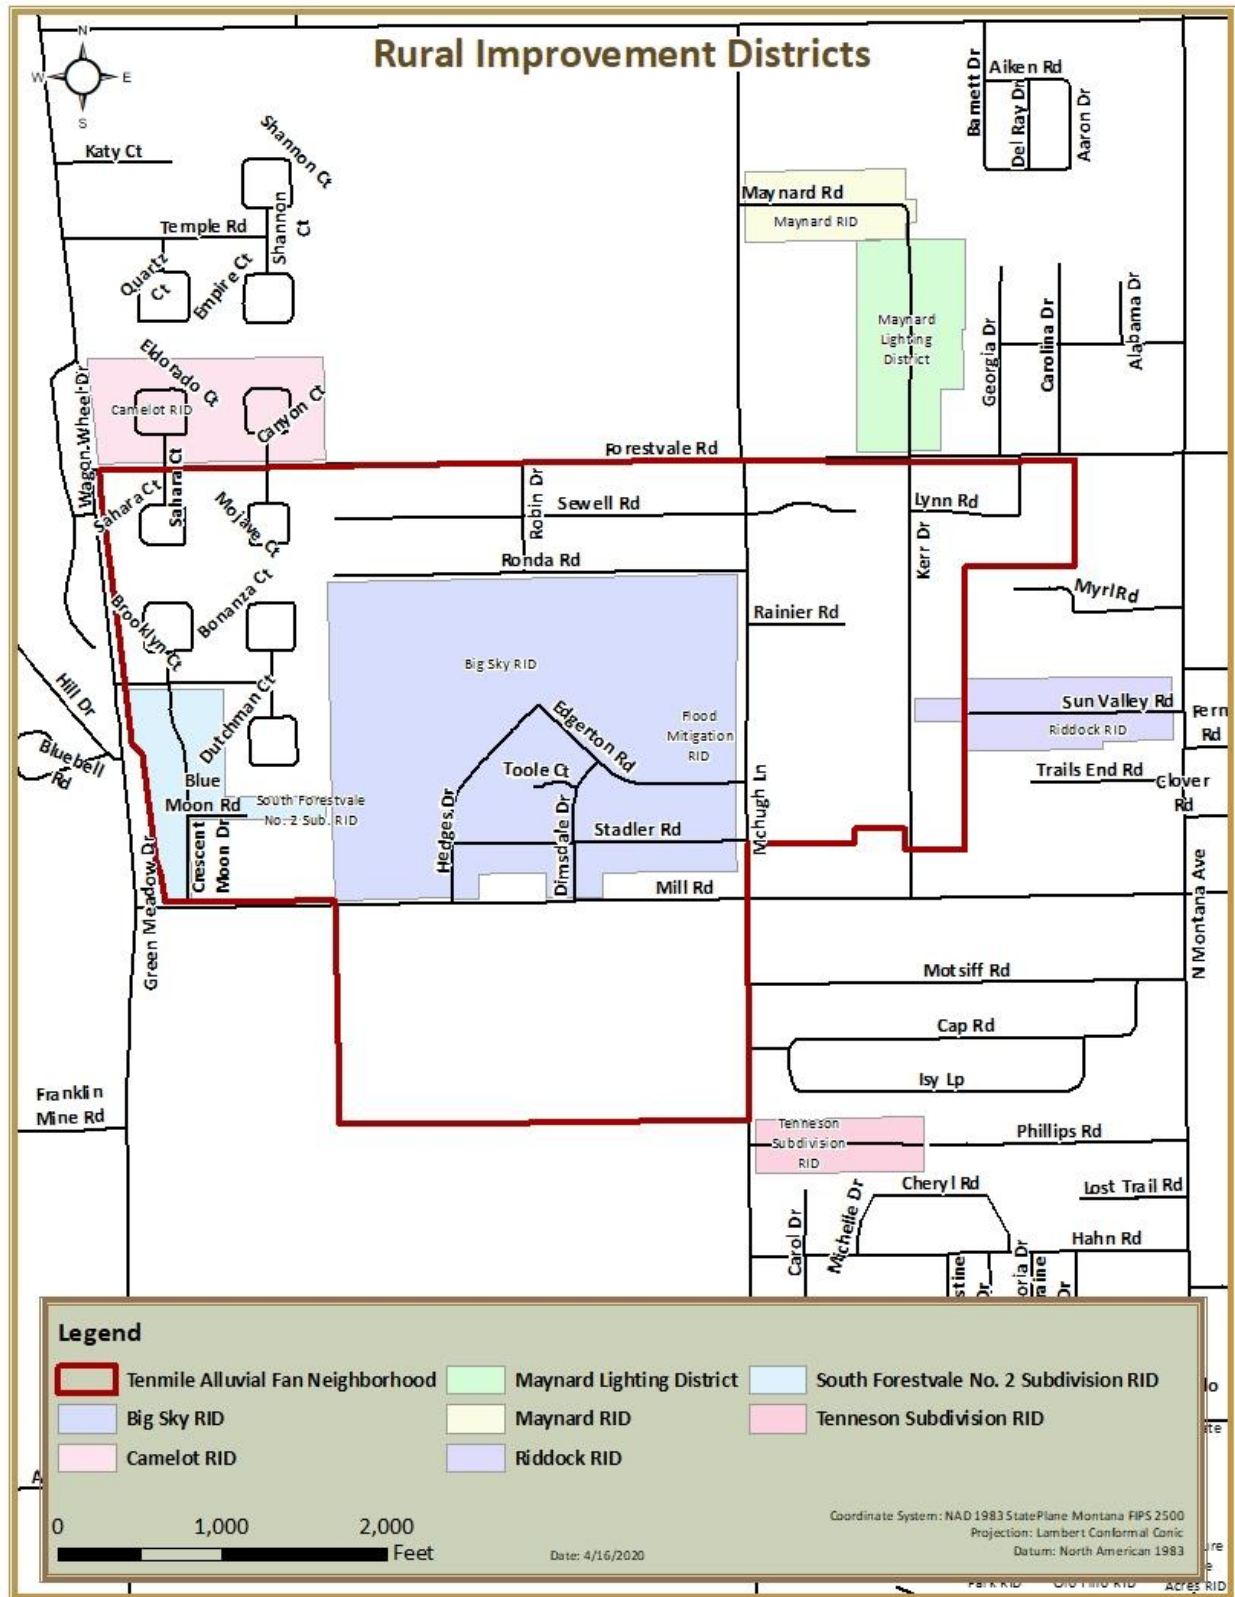 Rural Improvement Districts
N
W
E
S
Barnett Dr
Aiken Rd
Del Ray Dr
Aaron Dr
Katy Ct
Shannon Ct
Maynard Rd
Maynard RID
Temple Rd
Shannon
Ct
Quartz
Ct
Empire Ct
Maynard
Lighting
District
Georgia Dr
Carolina Dr
Alabama Dr
Wagon Wheel Dr
Eldorado Ct
Camelot RID
Canyon Ct
Forestvale Rd
Sahara Ct
Sahara Ct
Mojave Ct
Robin Dr
Sewell Rd
Lynn Rd
Kerr Dr
Ronda Rd
Myrl Rd
Brooklyn Ct
Bonanza Ct
Rainier Rd
Big Sky RID
Hill Dr
Bluebell
Rd
Dutchman Ct
Edgerton Rd
Flood
Mitigation
RID
Sun Valley Rd
Riddock RID
Fern
Rd
Blue
Moon Rd
South Forestvale
No. 2 Sub. RID
Toole Ct
Trails End Rd
Clover
Rd
Crescent
Moon Dr
Hedges Dr
Dimsdale Dr
Stadler Rd
Mchugh Ln
Mill Rd
Green Meadow Dr
N Montana Ave
Motsiff Rd
Cap Rd
Isy Lp
Franklin
Mine Rd
Tenneson
Subdivision
RID
Phillips Rd
Cheryl Rd
Lost Trail Rd
Carol Dr
Michelle Dr
Hahn Rd
stine
Dr
oria Dr
raine
Dr
Legend
Tenmile Alluvial Fan Neighborhood
Maynard Lighting District
South Forestvale No. 2 Subdivision RID
Big Sky RID
Maynard RID
Tenneson Subdivision RID
Camelot RID
Riddock RID
0 1,000 2,000
Feet
Date: 4/16/2020
Coordinate System: NAD 1983 StatePlane Montana FIPS 2500
Projection: Lambert Conformal Conic
Datum: North American 1983
Acres RID